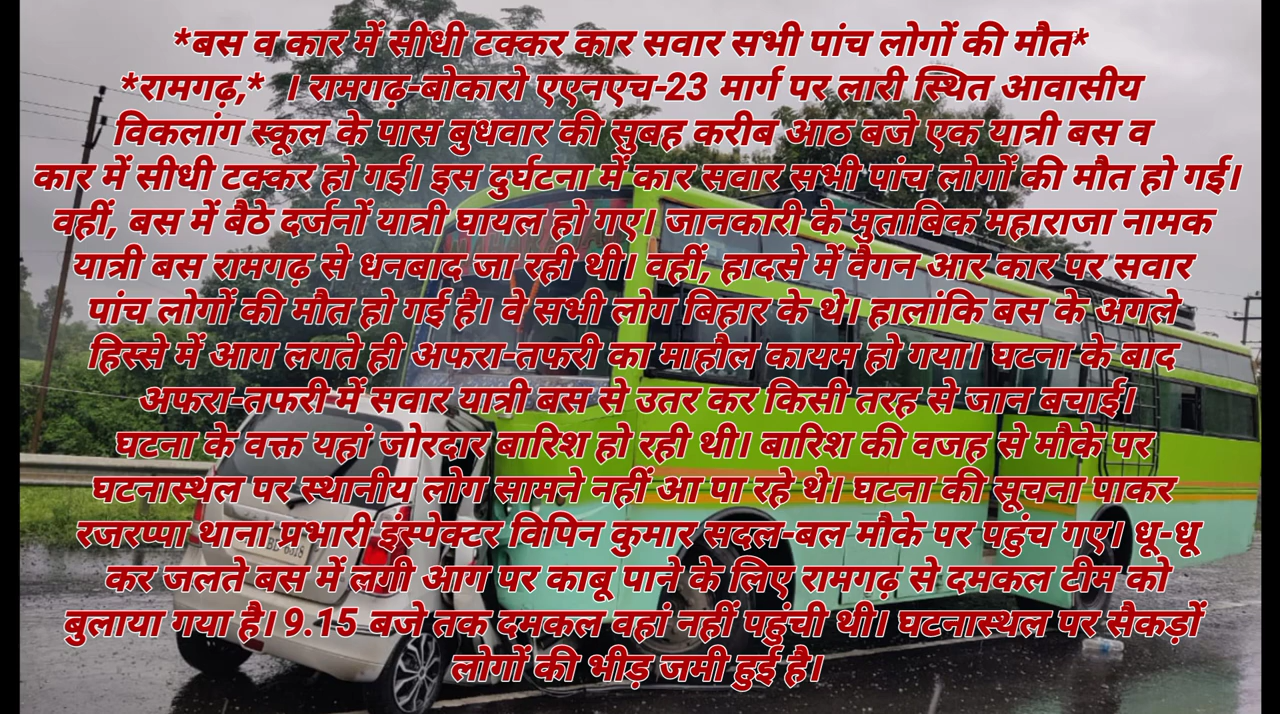 *बस व कार में सीधी टक्कर कार सवार सभी पांच लोगों की मौत*
*रामगढ़,* । रामगढ़-बोकारो एएनएच-23 मार्ग पर लारी स्थित आवासीय
विकलांग स्कूल के पास बुधवार की सुबह करीब आठ बजे एक यात्री बस व
कार में सीधी टक्कर हो गई। इस दुर्घटना में कार सवार सभी पांच लोगों की मौत हो गई।
वहीं, बस में बैठे दर्जनों यात्री घायल हो गए। जानकारी के मुताबिक महाराजा नामक
यात्री बस रामगढ़ से धनबाद जा रही थी। वहीं, हादसे में वैगन आर कार पर सवार
पांच लोगों की मौत हो गई है। वे सभी लोग बिहार के थे। हालांकि बस के अगले
हिस्से में आग लगते ही अफरा-तफरी का माहौल कायम हो गया। घटना के बाद
अफरा-तफरी में सवार यात्री बस से उतर कर किसी तरह से जान बचाई।
घटना के वक्त यहां जोरदार बारिश हो रही थी। बारिश की वजह से मौके पर
घटनास्थल पर स्थानीय लोग सामने नहीं आ पा रहे थे। घटना की सूचना पाकर
रजरप्पा थाना प्रभारी इंस्पेक्टर विपिन कुमार सदल-बल मौके पर पहुंच गए। धू-धू
कर जलते बस में लगी आग पर काबू पाने के लिए रामगढ़ से दमकल टीम को
बुलाया गया है। 9.15 बजे तक दमकल वहां नहीं पहुंची थी। घटनास्थल पर सैकड़ों
लोगों की भीड़ जमी हुई है।